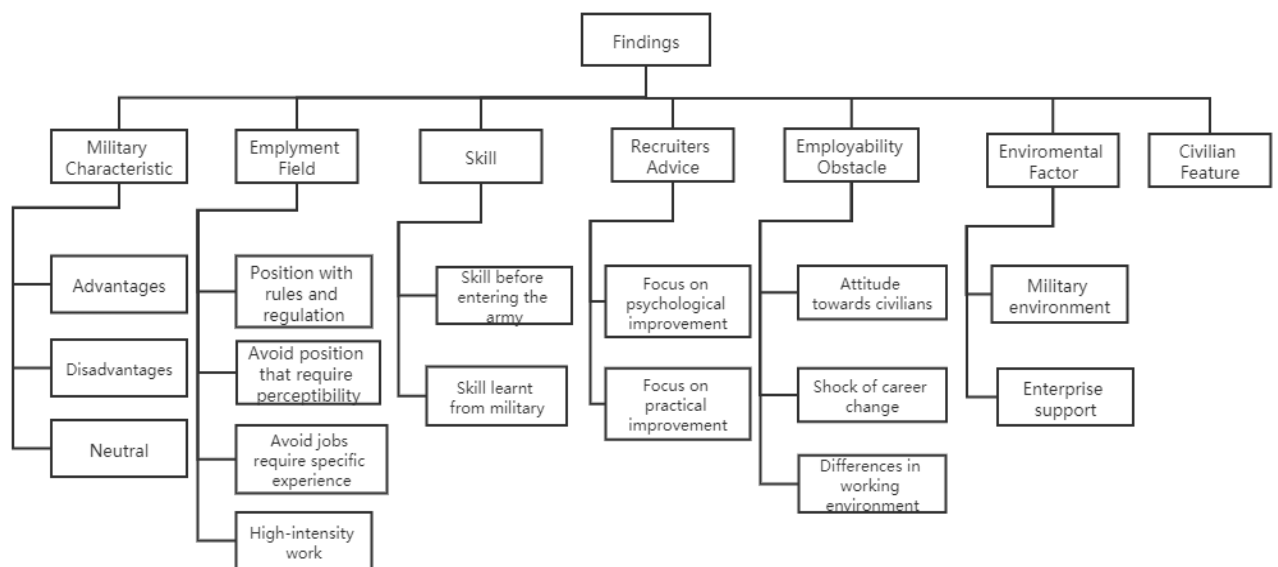 Findings
Military
Characteristic
Emplyment
Field
Skill
Recruiters
Advice
Employability
Obstacle
Enviromental
Factor
Civilian
Feature
Advantages
Disadvantages
Neutral
Position with
rules and
regulation
Avoid position
that require
perceptibility
Avoid jobs
require specific
experience
High-intensity
work
Skill before
entering the
army
Skill learnt
from military
Focus on
psychological
improvement
Focus on
practical
improvement
Attitude
towards civilians
Shock of career
change
Differences in
working
environment
Military
environment
Enterprise
support